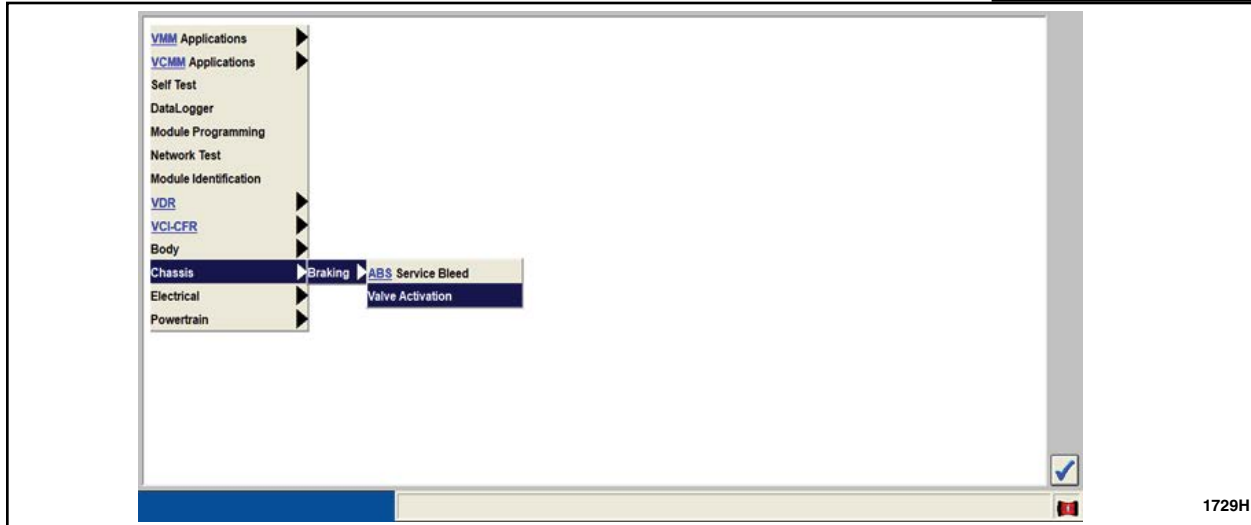 VMM Applications
VCMM Applications
Self Test
DataLogger
Module Programming
Network Test
Module Identification
VDR
VCI-CFR
Body
Chassis
Braking
ABS Service Bleed
Valve Activation
Electrical
Powertrain
1729H